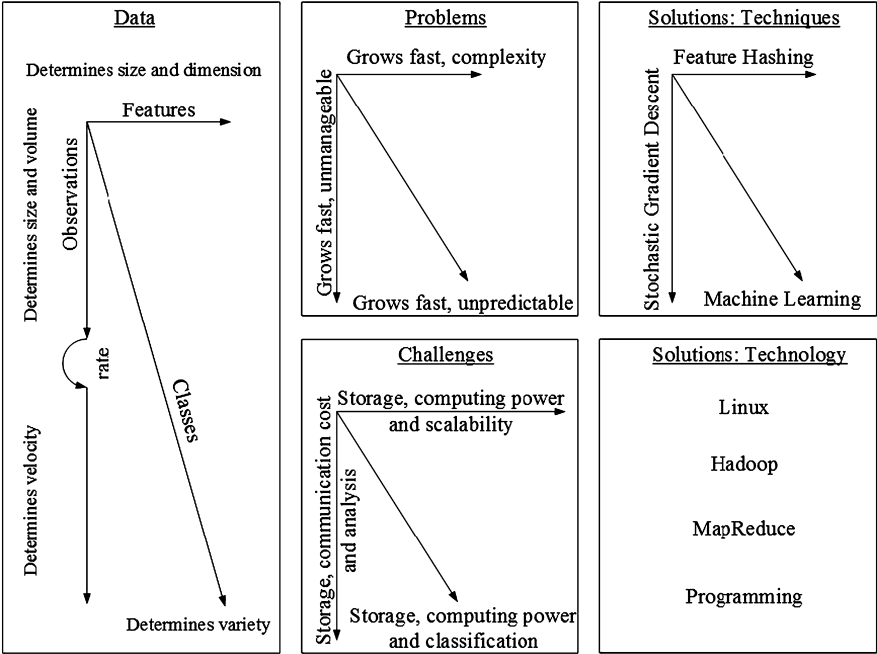 Data
Determines size and dimension
Features
Determines size and volume
Observations
rate
Classes
Determines velocity
Determines variety
Problems
Grows fast, complexity
Grows fast, unmanageable
Grows fast, unpredictable
Solutions: Techniques
Feature Hashing
Stochastic Gradient Descent
Machine Learning
Challenges
Storage, computing power
and scalability
Storage, communication cost
and analysis
Storage, computing power
and classification
Solutions: Technology
Linux
Hadoop
MapReduce
Programming